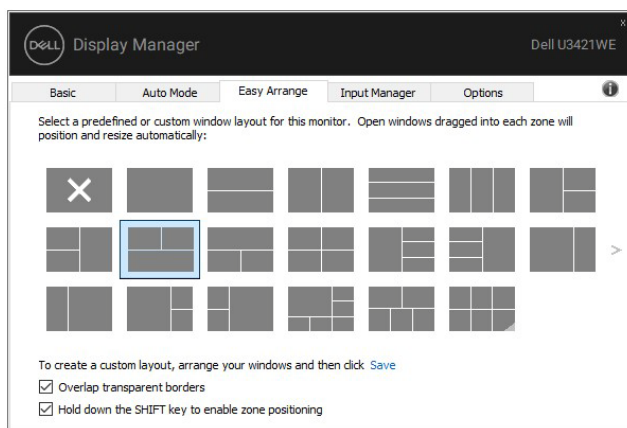 DELL Display Manager
Dell U3421WE
x
Basic Auto Mode Easy Arrange Input Manager Options
Select a predefined or custom window layout for this monitor. Open windows dragged into each zone will
position and resize automatically:
To create a custom layout, arrange your windows and then click Save
Overlap transparent borders
Hold down the SHIFT key to enable zone positioning